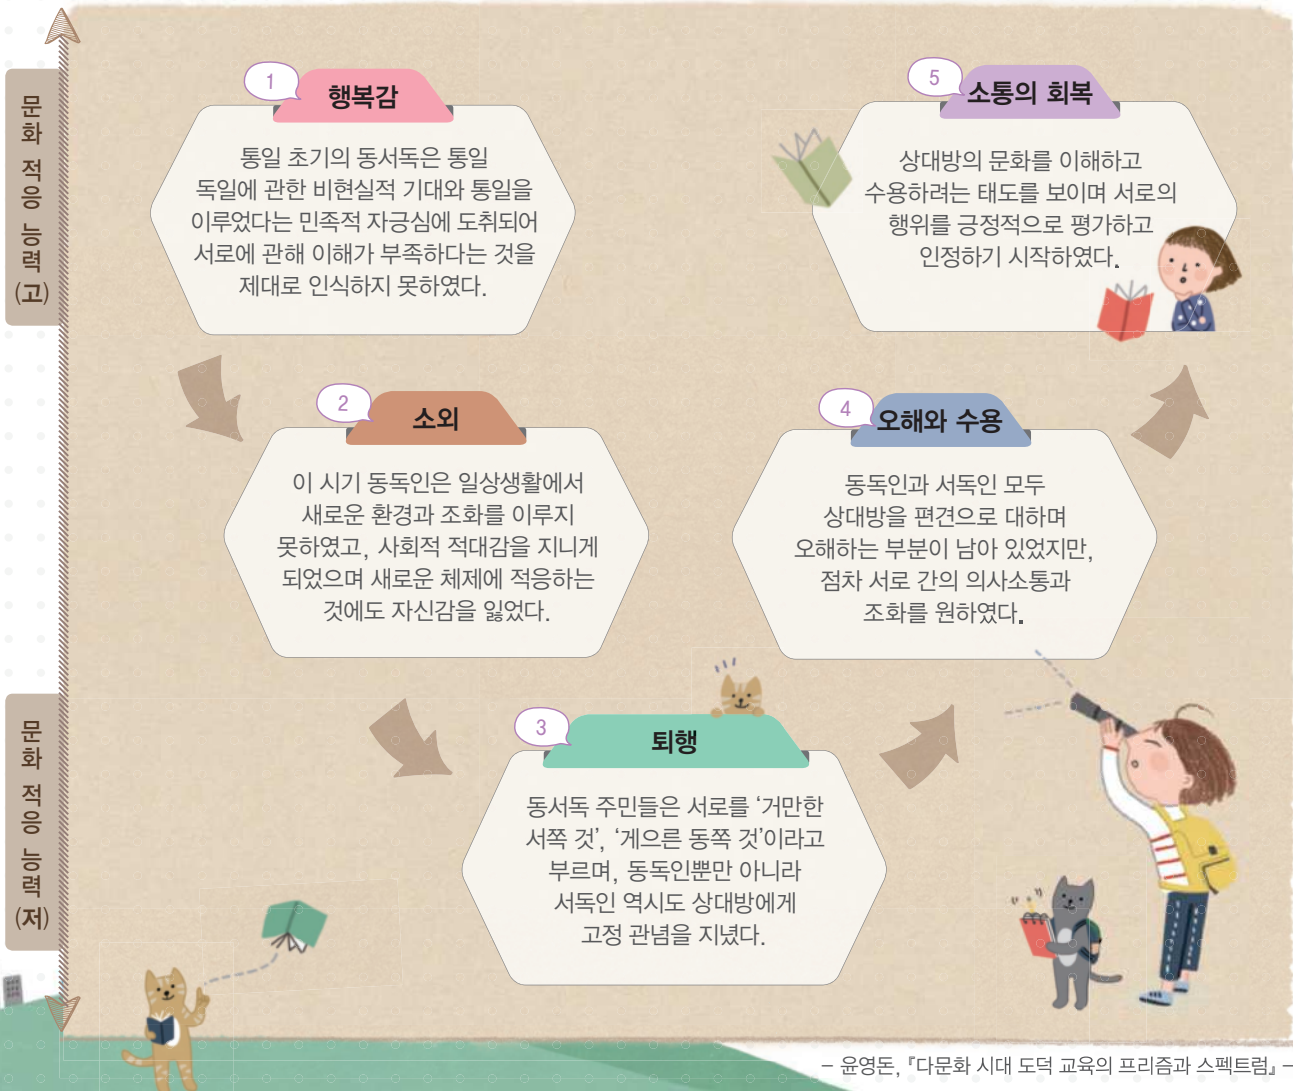 문화 적응 능력(고)
1
행복감
통일 초기의 동서독은 통일
독일에 관한 비현실적 기대와 통일을
이루었다는 민족적 자긍심에 도취되어
서로에 관해 이해가 부족하다는 것을
제대로 인식하지 못하였다.
2
소외
이 시기 동독인은 일상생활에서
새로운 환경과 조화를 이루지
못하였고, 사회적 적대감을 지니게
되었으며 새로운 체제에 적응하는
것에도 자신감을 잃었다.
3
퇴행
동서독 주민들은 서로를 ‘거만한
서쪽 것’, ‘게으른 동쪽 것’이라고
부르며, 동독인뿐만 아니라
서독인 역시도 상대방에게
고정 관념을 지녔다.
4
오해와 수용
동독인과 서독인 모두
상대방을 편견으로 대하며
오해하는 부분이 남아 있었지만,
점차 서로 간의 의사소통과
조화를 원하였다.
5
소통의 회복
상대방의 문화를 이해하고
수용하려는 태도를 보이며 서로의
행위를 긍정적으로 평가하고
인정하기 시작하였다.
문화 적응 능력(저)
– 윤영돈, 『다문화 시대 도덕 교육의 프리즘과 스펙트럼』 –